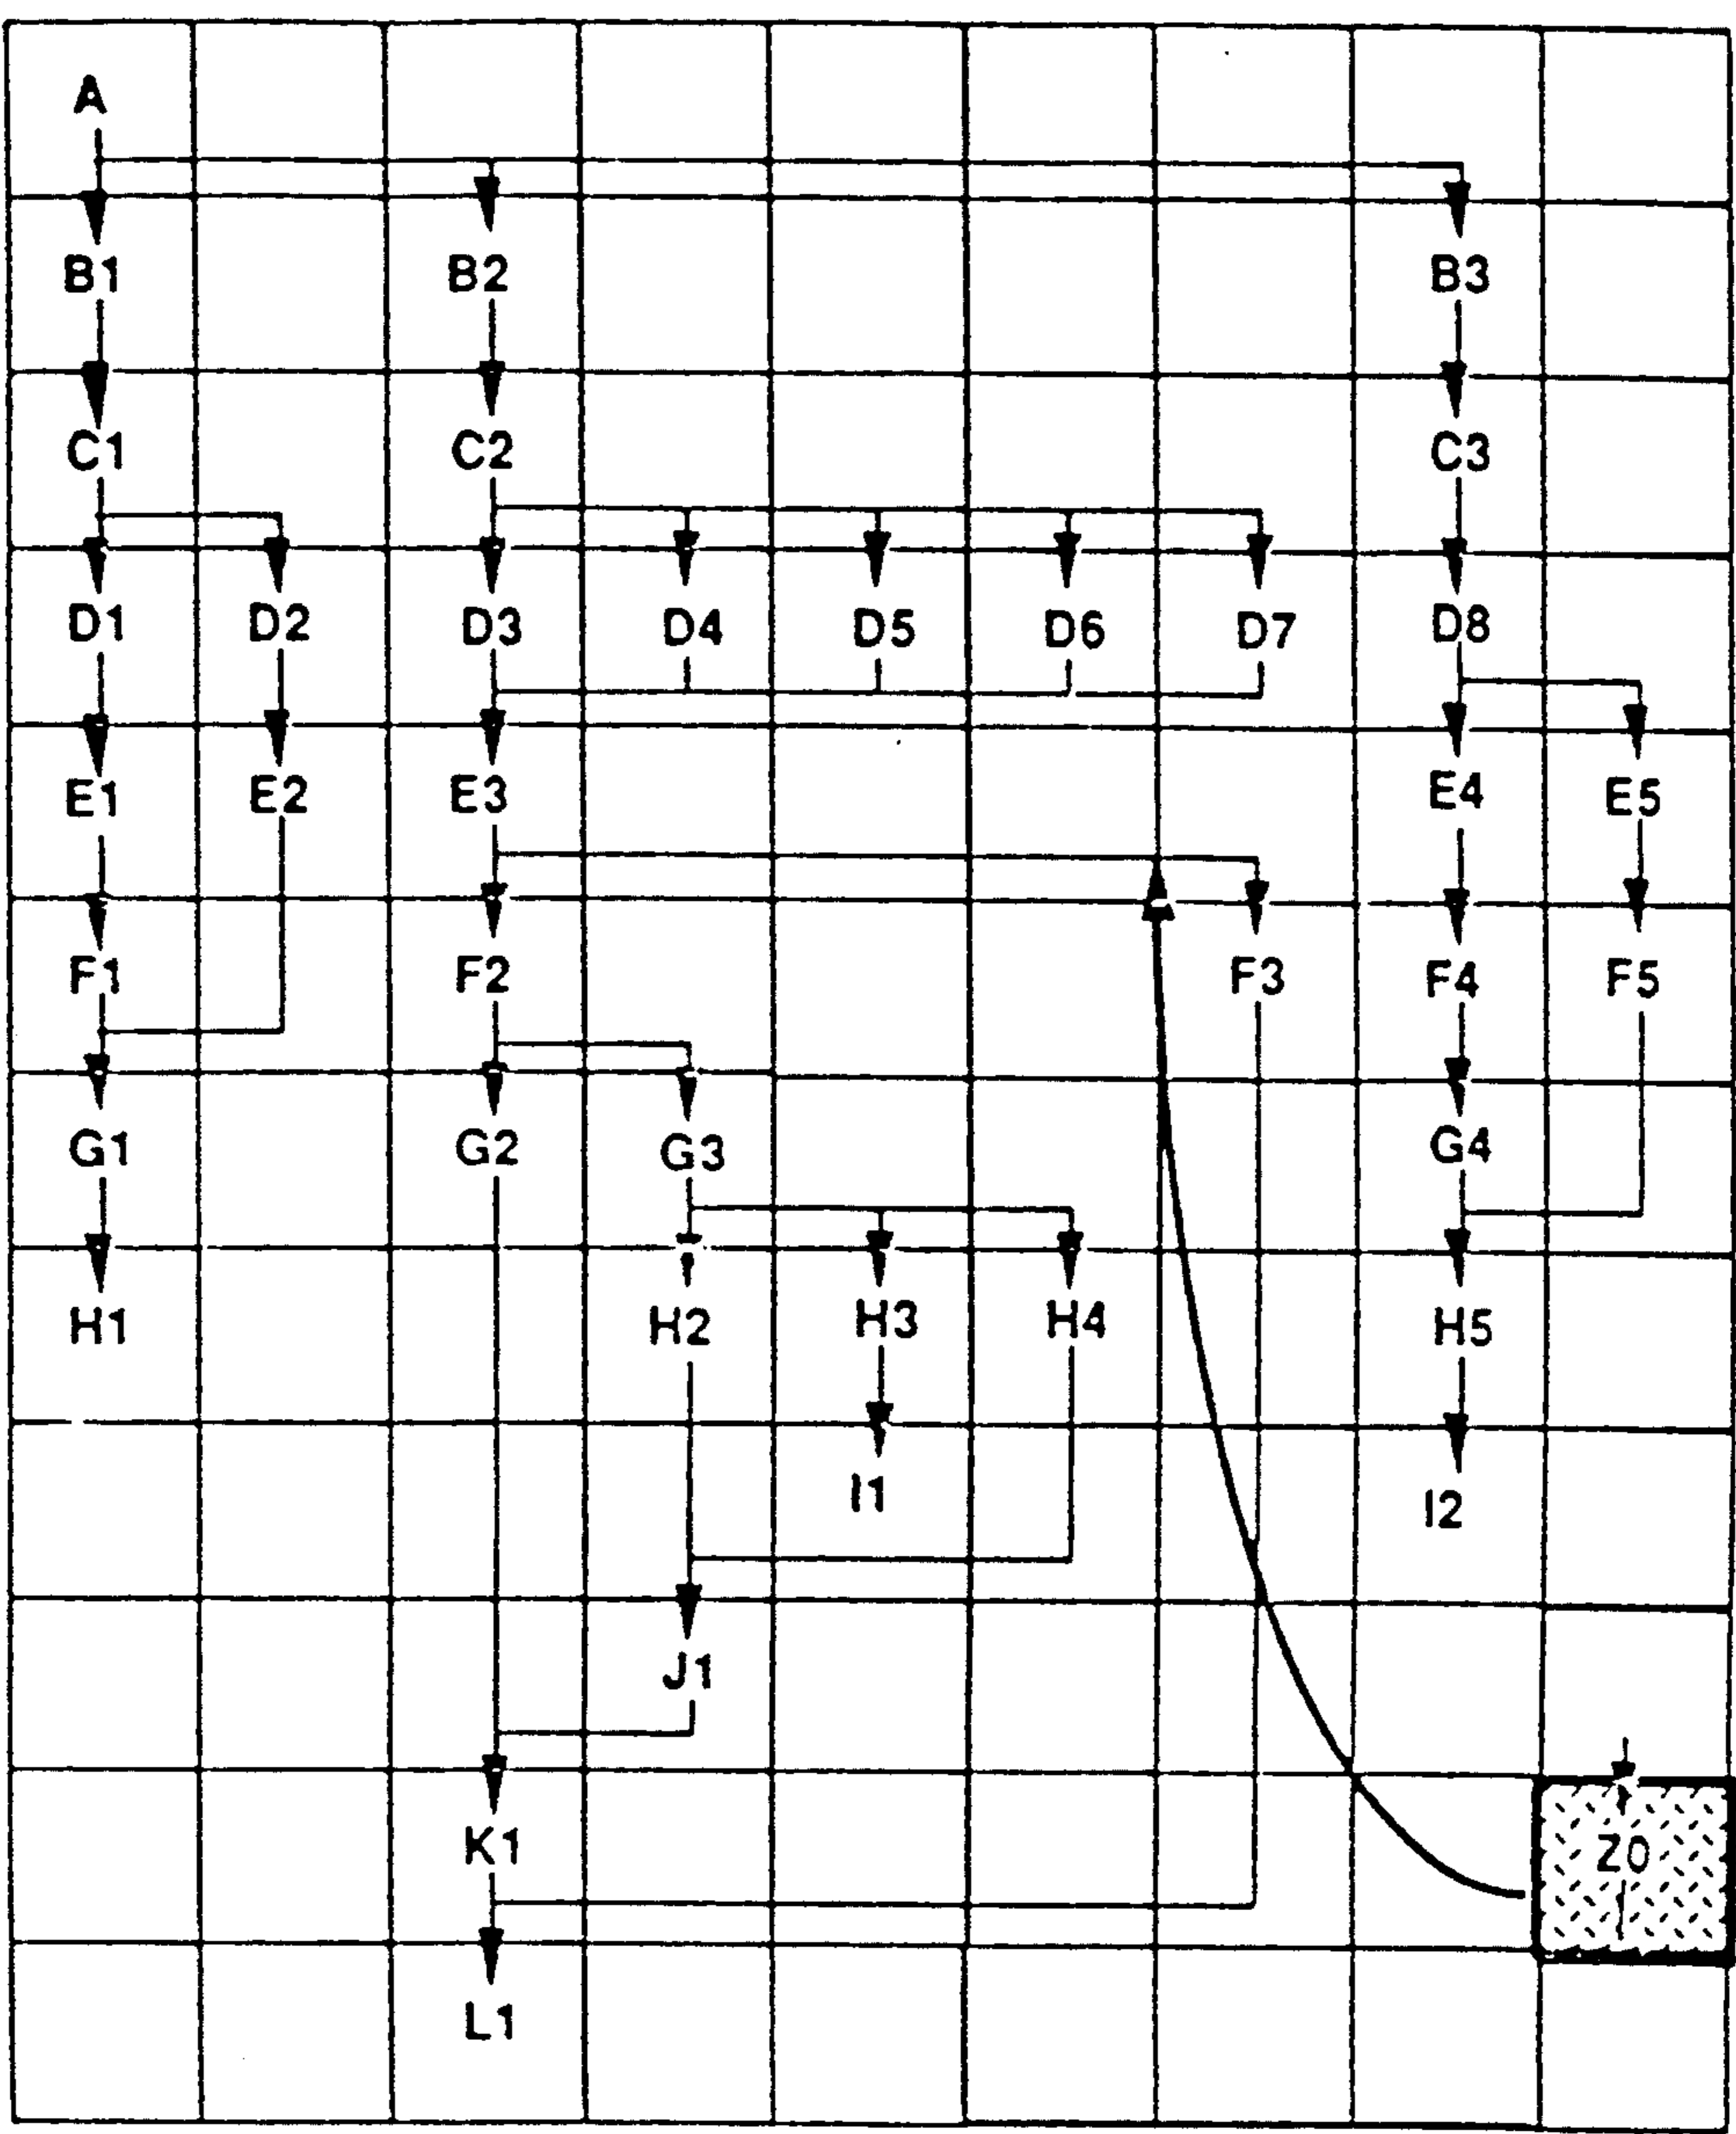 A
B1 B2 B3
C1 C2 C3
D1 D2 D3 D4 D5 D6 D7 D8
E1 E2 E3 E4 E5
F1 F2 F3 F4 F5
G1 G2 G3 G4
H1 H2 H3 H4 H5
I1 I2
J1
K1 Z0
L1